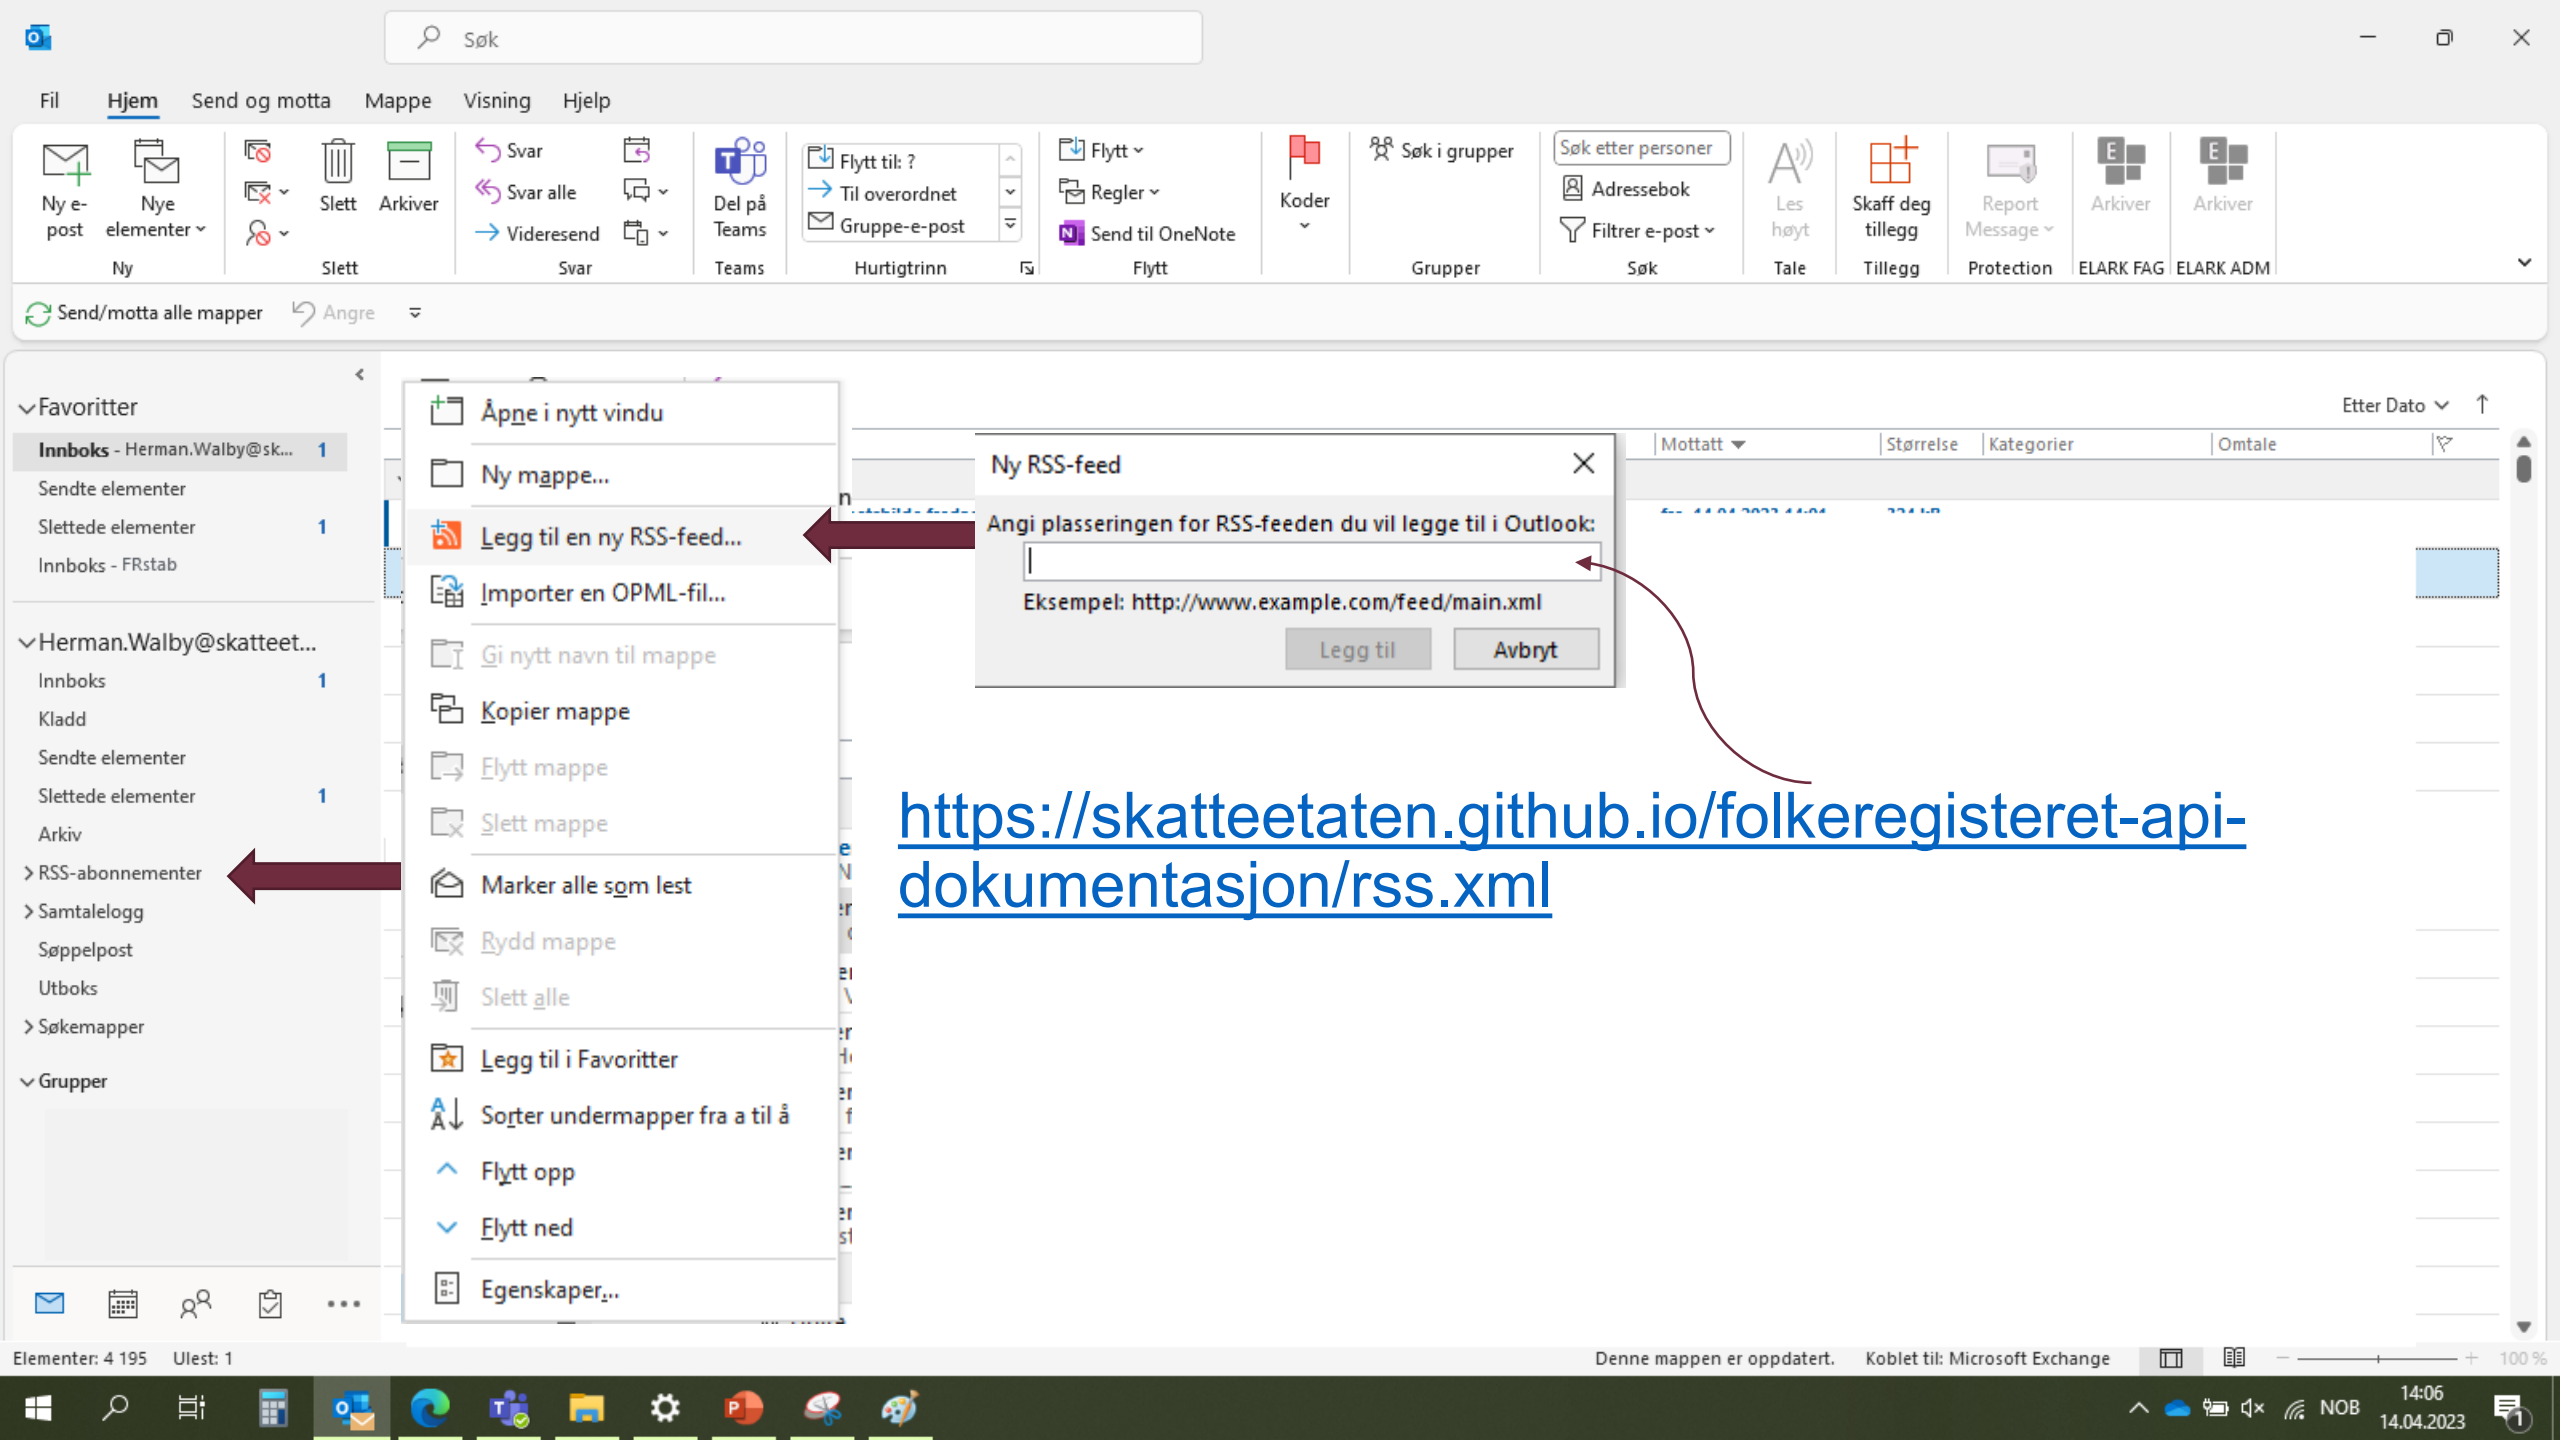 Søk
Fil Hjem Send og motta Mappe Visning Hjelp
Ny e-post
Nye elementer
Ny
Slett
Arkiver
Slett
Svar
Svar alle
Videresend
Svar
Del på Teams
Teams
Flytt til: ?
Til overordnet
Gruppe-e-post
Hurtigtrinn
Flytt
Regler
Send til OneNote
Flytt
Koder
Søk i grupper
Grupper
Søk etter personer
Adressebok
Filtrer e-post
Søk
Les høyt
Tale
Skaff deg tillegg
Tillegg
Report Message
Protection
Arkiver
ELARK FAG
Arkiver
ELARK ADM
Send/motta alle mapper Angre
Favoritter
Innboks - Herman.Walby@sk... 1
Sendte elementer
Slettede elementer 1
Innboks - FRstab
Herman.Walby@skatteet...
Innboks 1
Kladd
Sendte elementer
Slettede elementer 1
Arkiv
RSS-abonnementer
Samtalelogg
Søppelpost
Utboks
Søkemapper
Grupper
Åpne i nytt vindu
Ny mappe...
Legg til en ny RSS-feed...
Importer en OPML-fil...
Gi nytt navn til mappe
Kopier mappe
Flytt mappe
Slett mappe
Marker alle som lest
Rydd mappe
Slett alle
Legg til i Favoritter
Sorter undermapper fra a til å
Flytt opp
Flytt ned
Egenskaper...
Etter Dato
Mottatt Størrelse Kategorier Omtale
Ny RSS-feed
Angi plasseringen for RSS-feeden du vil legge til i Outlook:
Eksempel: http://www.example.com/feed/main.xml
Legg til Avbryt
https://skatteetaten.github.io/folkeregisteret-api-
dokumentasjon/rss.xml
Elementer: 4 195 Ulest: 1
Denne mappen er oppdatert. Koblet til: Microsoft Exchange 100 %
NOB
14:06
14.04.2023
1